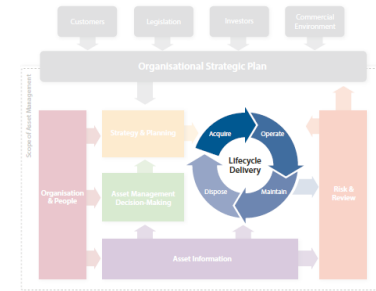 Customers
Legislation
Investors
Commercial
Environment
Organisational Strategic Plan
Scope of Asset Management
Strategy & Planning
Acquire
Operate
Lifecycle
Delivery
Dispose
Maintain
Organisation
& People
Asset Management
Decision-Making
Risk &
Review
Asset Information